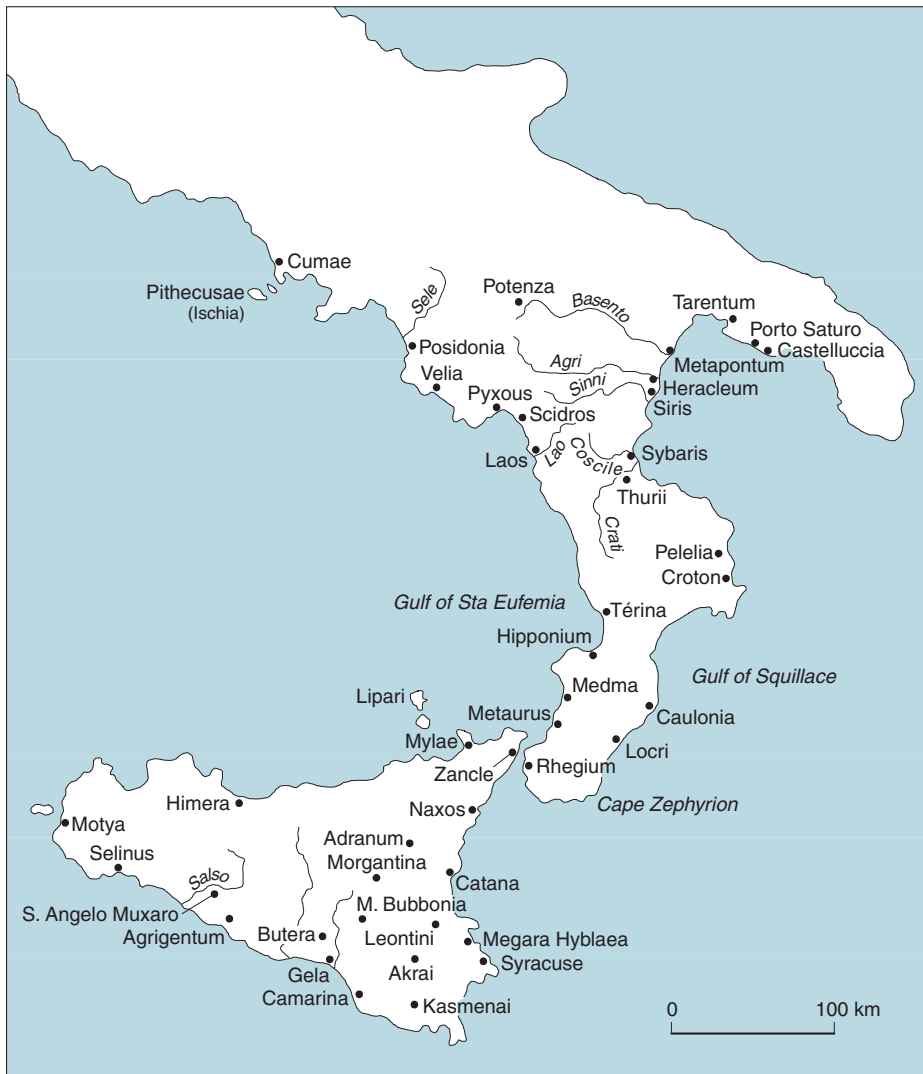 Cumae
Pithecusae
(Ischia)
Sele
Potenza
Basento
Tarentum
Porto Saturo
Castelluccia
Posidonia
Agri
Metapontum
Velia
Sinni
Heracleum
Pyxous
Siris
Scidros
Laos
Lao
Coscile
Sybaris
Thurii
Crati
Pelelia
Croton
Gulf of Sta Eufemia
Térina
Hipponium
Gulf of Squillace
Medma
Lipari
Metaurus
Caulonia
Mylae
Locri
Zancle
Rhegium
Himera
Naxos
Cape Zephyrion
Motya
Adranum
Selinus
Morgantina
Salso
Catana
S. Angelo Muxaro
M. Bubbonia
Agrigentum
Butera
Leontini
Megara Hyblaea
Syracuse
Gela
Akrai
Camarina
Kasmenai
0 100 km